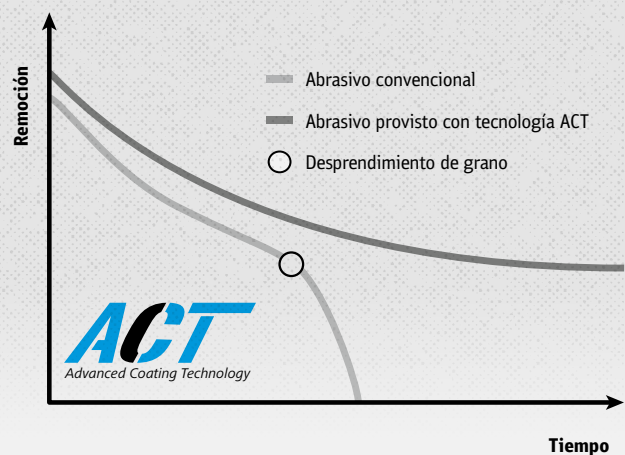 Remoción
Abrasivo convencional
Abrasivo provisto con tecnología ACT
Desprendimiento de grano
ACT
Advanced Coating Technology
Tiempo